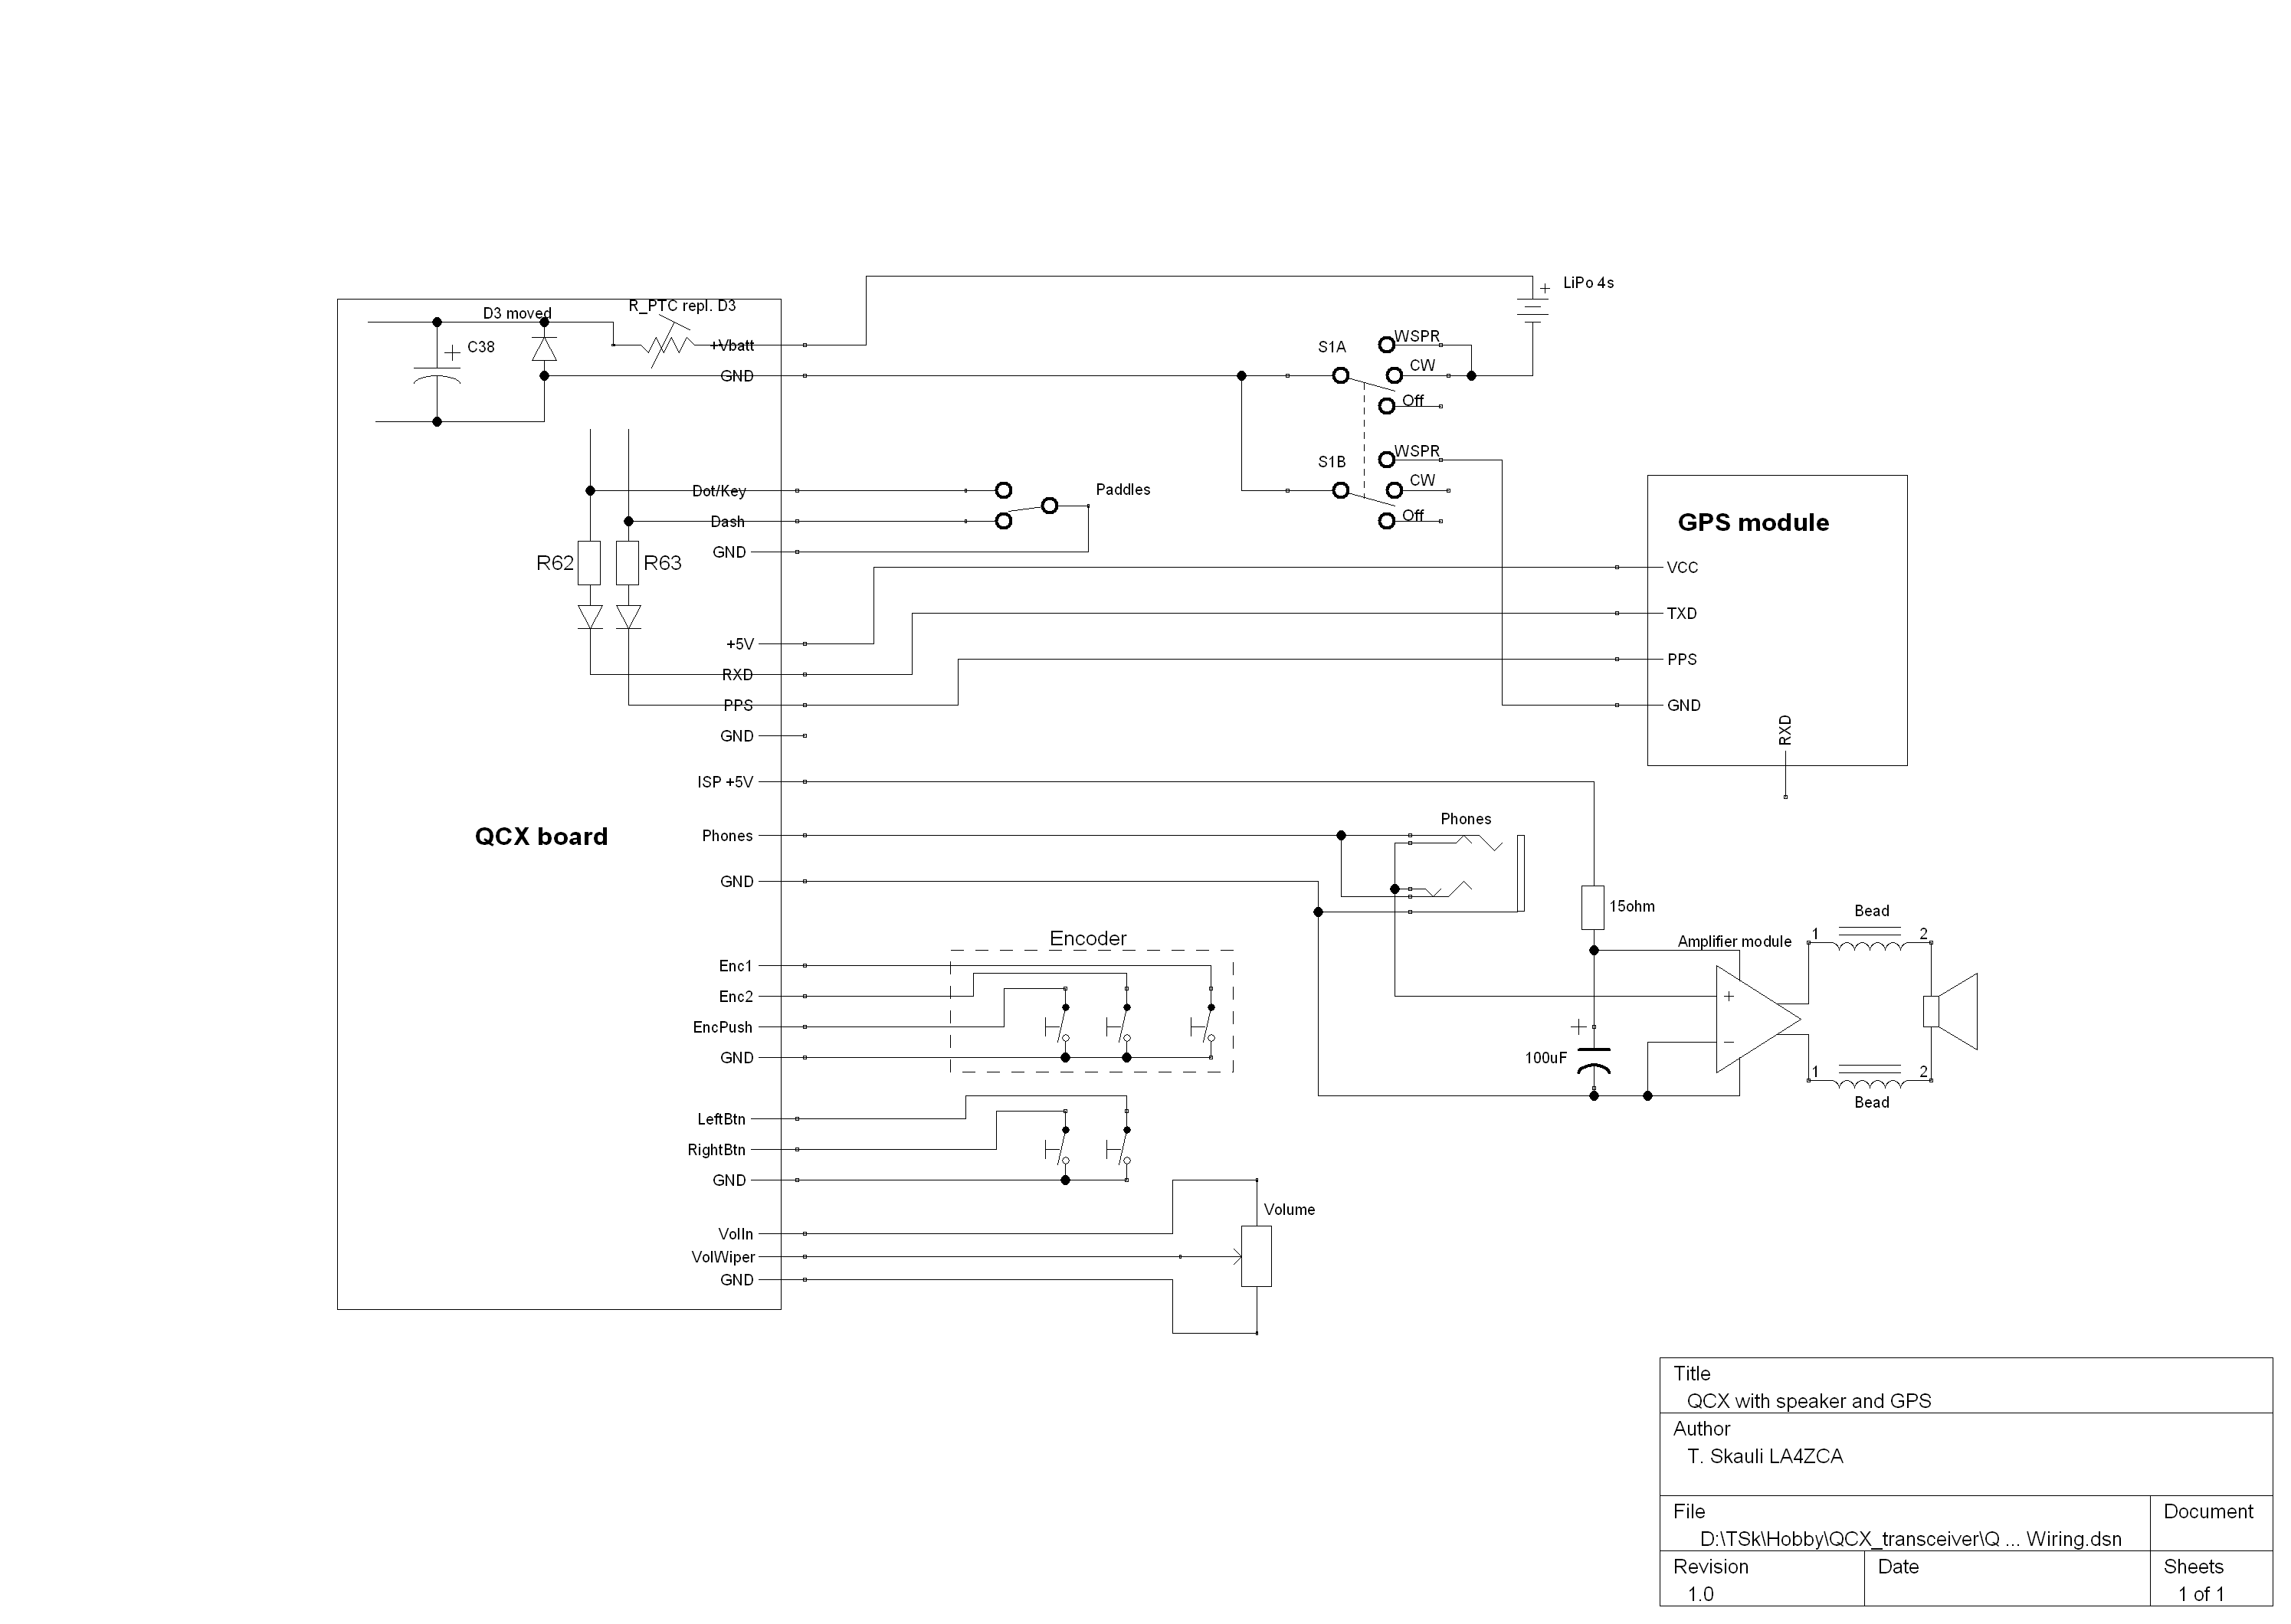 LiPo 4s
+
D3 moved
R_PTC repl. D3
C38
+
+Vbatt
GND
S1A
WSPR
CW
Off
S1B
WSPR
CW
Off
Dot/Key
Dash
GND
Paddles
R62
R63
+5V
RXD
PPS
GND
GPS module
VCC
TXD
PPS
GND
RXD
ISP +5V
QCX board
Phones
GND
Phones
15ohm
Amplifier module
Bead
1
2
+
−
+
100uF
1
2
Bead
Encoder
Enc1
Enc2
EncPush
GND
LeftBtn
RightBtn
GND
VolIn
VolWiper
GND
Volume
Title
QCX with speaker and GPS
Author
T. Skauli LA4ZCA
File
D:\TSk\Hobby\QCX_transceiver\Q ... Wiring.dsn
Document
Revision
1.0
Date
Sheets
1 of 1